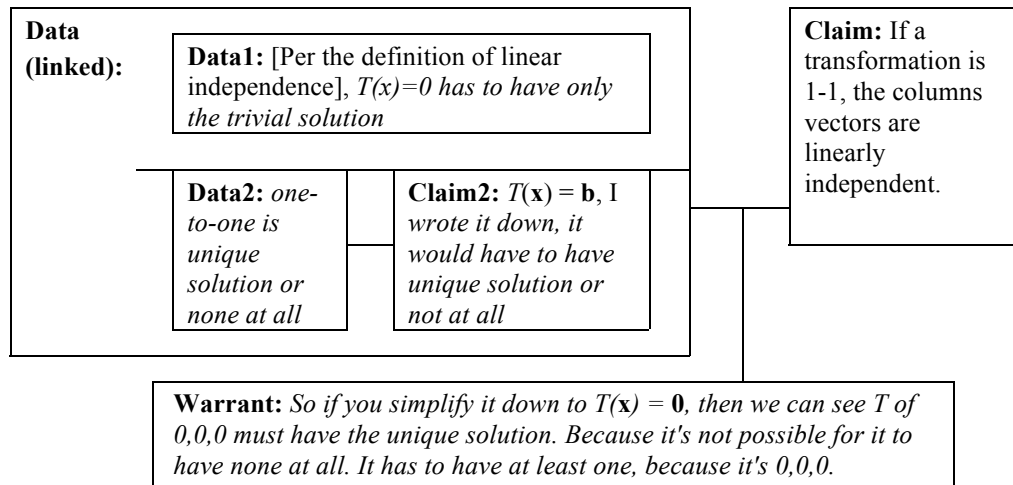 Data
(linked):
Data1: [Per the definition of linear
independence], T(x)=0 has to have only
the trivial solution
Data2: one-
to-one is
unique
solution or
none at all
Claim2: T(x) = b, I
wrote it down, it
would have to have
unique solution or
not at all
Claim: If a
transformation is
1-1, the columns
vectors are
linearly
independent.
Warrant: So if you simplify it down to T(x) = 0, then we can see T of
0,0,0 must have the unique solution. Because it's not possible for it to
have none at all. It has to have at least one, because it's 0,0,0.